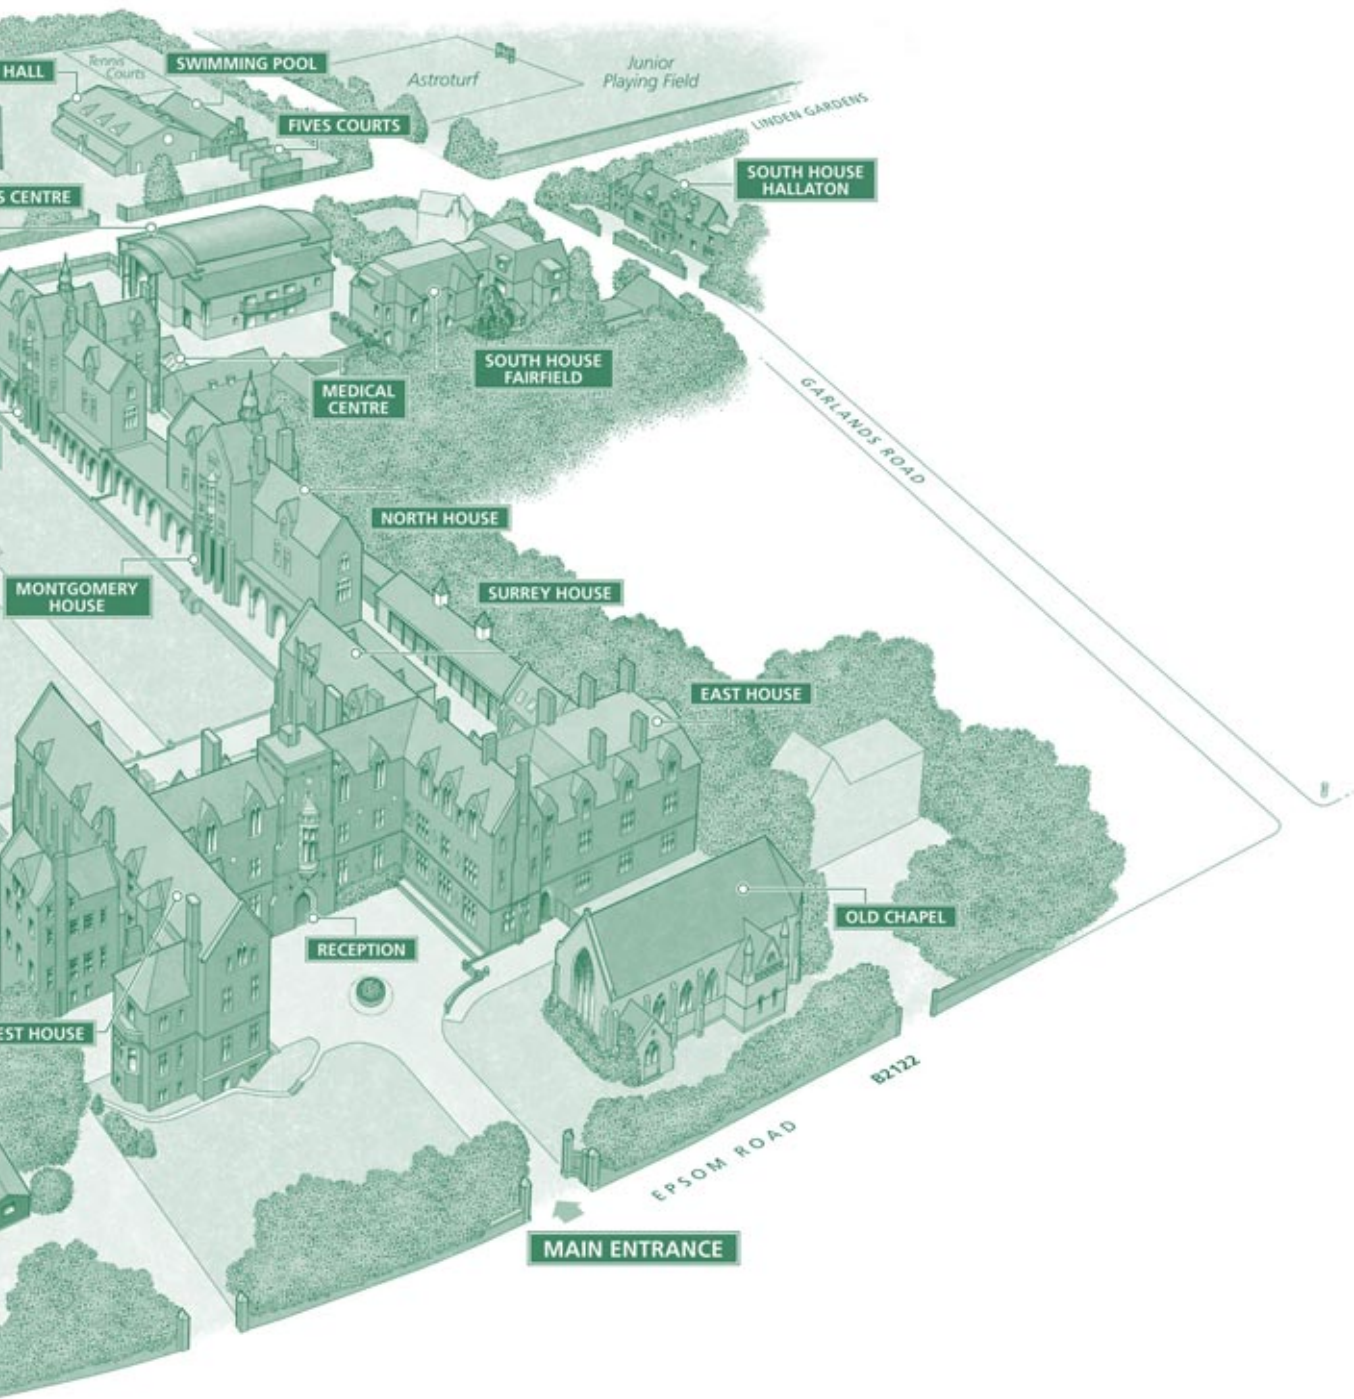 HALL
Tennis
Courts
SWIMMING POOL
Astroturf
Junior
Playing Field
FIVES COURTS
LINDEN GARDENS
SOUTH HOUSE
HALLATON
S CENTRE
SOUTH HOUSE
FAIRFIELD
MEDICAL
CENTRE
GARLANDS ROAD
NORTH HOUSE
MONTGOMERY
HOUSE
SURREY HOUSE
EAST HOUSE
OLD CHAPEL
RECEPTION
EST HOUSE
B2122
EPSOM ROAD
MAIN ENTRANCE